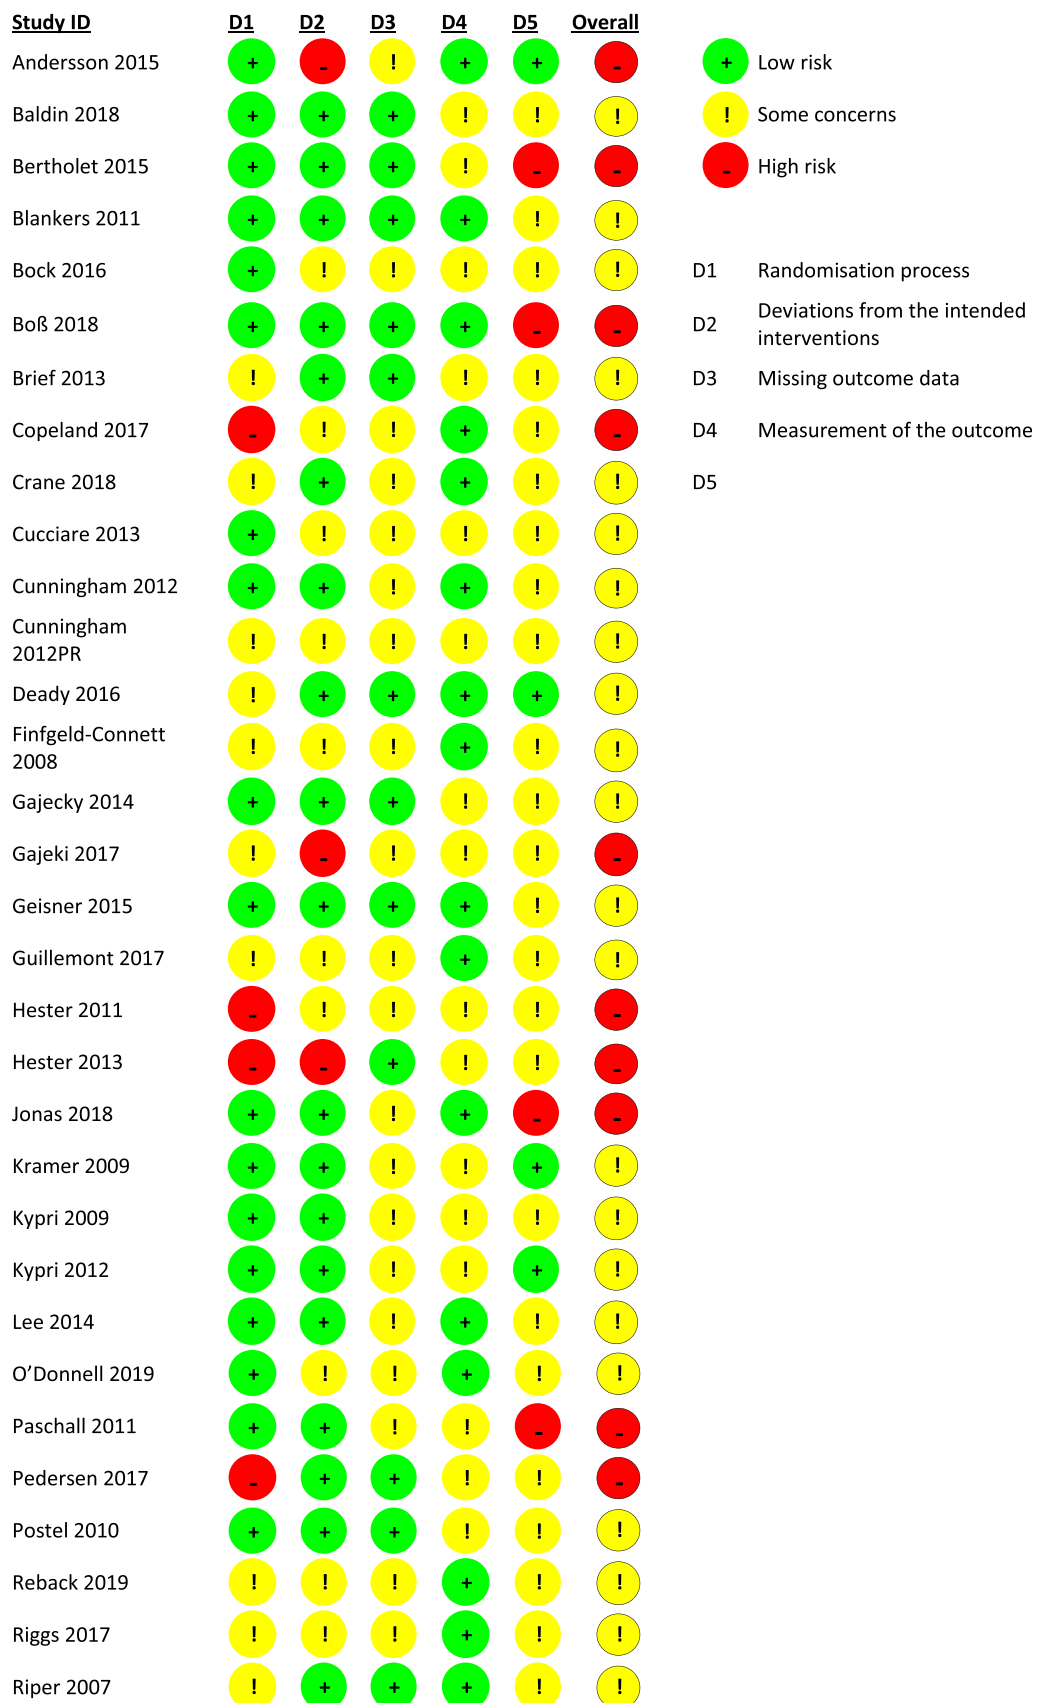 Study ID D1 D2 D3 D4 D5 Overall
Andersson 2015 + - ! + + - + Low risk
Baldin 2018 + + + ! ! ! ! Some concerns
Bertholet 2015 + + + ! - - - High risk
Blankers 2011 + + + + ! !
Bock 2016 + ! ! ! ! ! D1 Randomisation process
Boß 2018 + + + + - - D2 Deviations from the intended
interventions
Brief 2013 ! + + ! ! ! D3 Missing outcome data
Copeland 2017 - ! ! + ! - D4 Measurement of the outcome
Crane 2018 ! + ! + ! ! D5
Cucciare 2013 + ! ! ! ! !
Cunningham 2012 + + ! + ! !
Cunningham
2012PR ! ! ! ! ! !
Deady 2016 ! + + + + !
Finfgeld-Connett
2008 ! ! ! + ! !
Gajecky 2014 + + + ! ! !
Gajeki 2017 ! - ! ! ! -
Geisner 2015 + + + + ! !
Guillemont 2017 ! ! ! + ! !
Hester 2011 - ! ! ! ! -
Hester 2013 - - + ! ! -
Jonas 2018 + + ! + - -
Kramer 2009 + + ! ! + !
Kypri 2009 + + ! ! ! !
Kypri 2012 + + ! ! + !
Lee 2014 + + ! + ! !
O’Donnell 2019 + ! ! + ! !
Paschall 2011 + + ! ! - -
Pedersen 2017 - + + ! ! -
Postel 2010 + + + ! ! !
Reback 2019 ! ! ! + ! !
Riggs 2017 ! ! ! + ! !
Riper 2007 ! + + + ! !